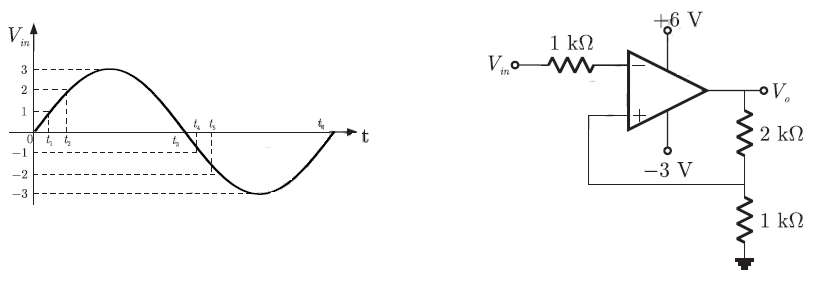 V_in
3
2
1
0
t_1
t_2
t_3
t_4
t_5
t_6
t
−1
−2
−3
+6 V
1 kΩ
V_in
−
+
V_o
−3 V
2 kΩ
1 kΩ